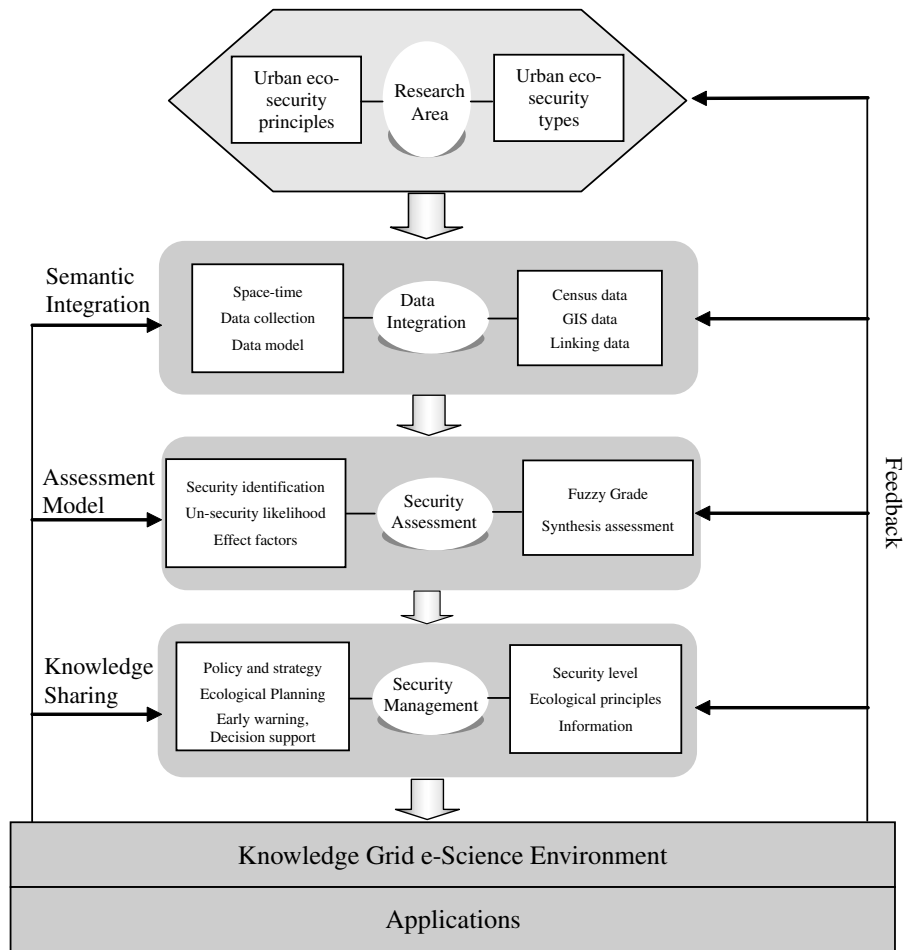 Urban eco-
security
principles
Research
Area
Urban eco-
security
types
Semantic
Integration
Space-time
Data collection
Data model
Data
Integration
Census data
GIS data
Linking data
Assessment
Model
Security identification
Un-security likelihood
Effect factors
Security
Assessment
Fuzzy Grade
Synthesis assessment
Feedback
Knowledge
Sharing
Policy and strategy
Ecological Planning
Early warning,
Decision support
Security
Management
Security level
Ecological principles
Information
Knowledge Grid e-Science Environment
Applications